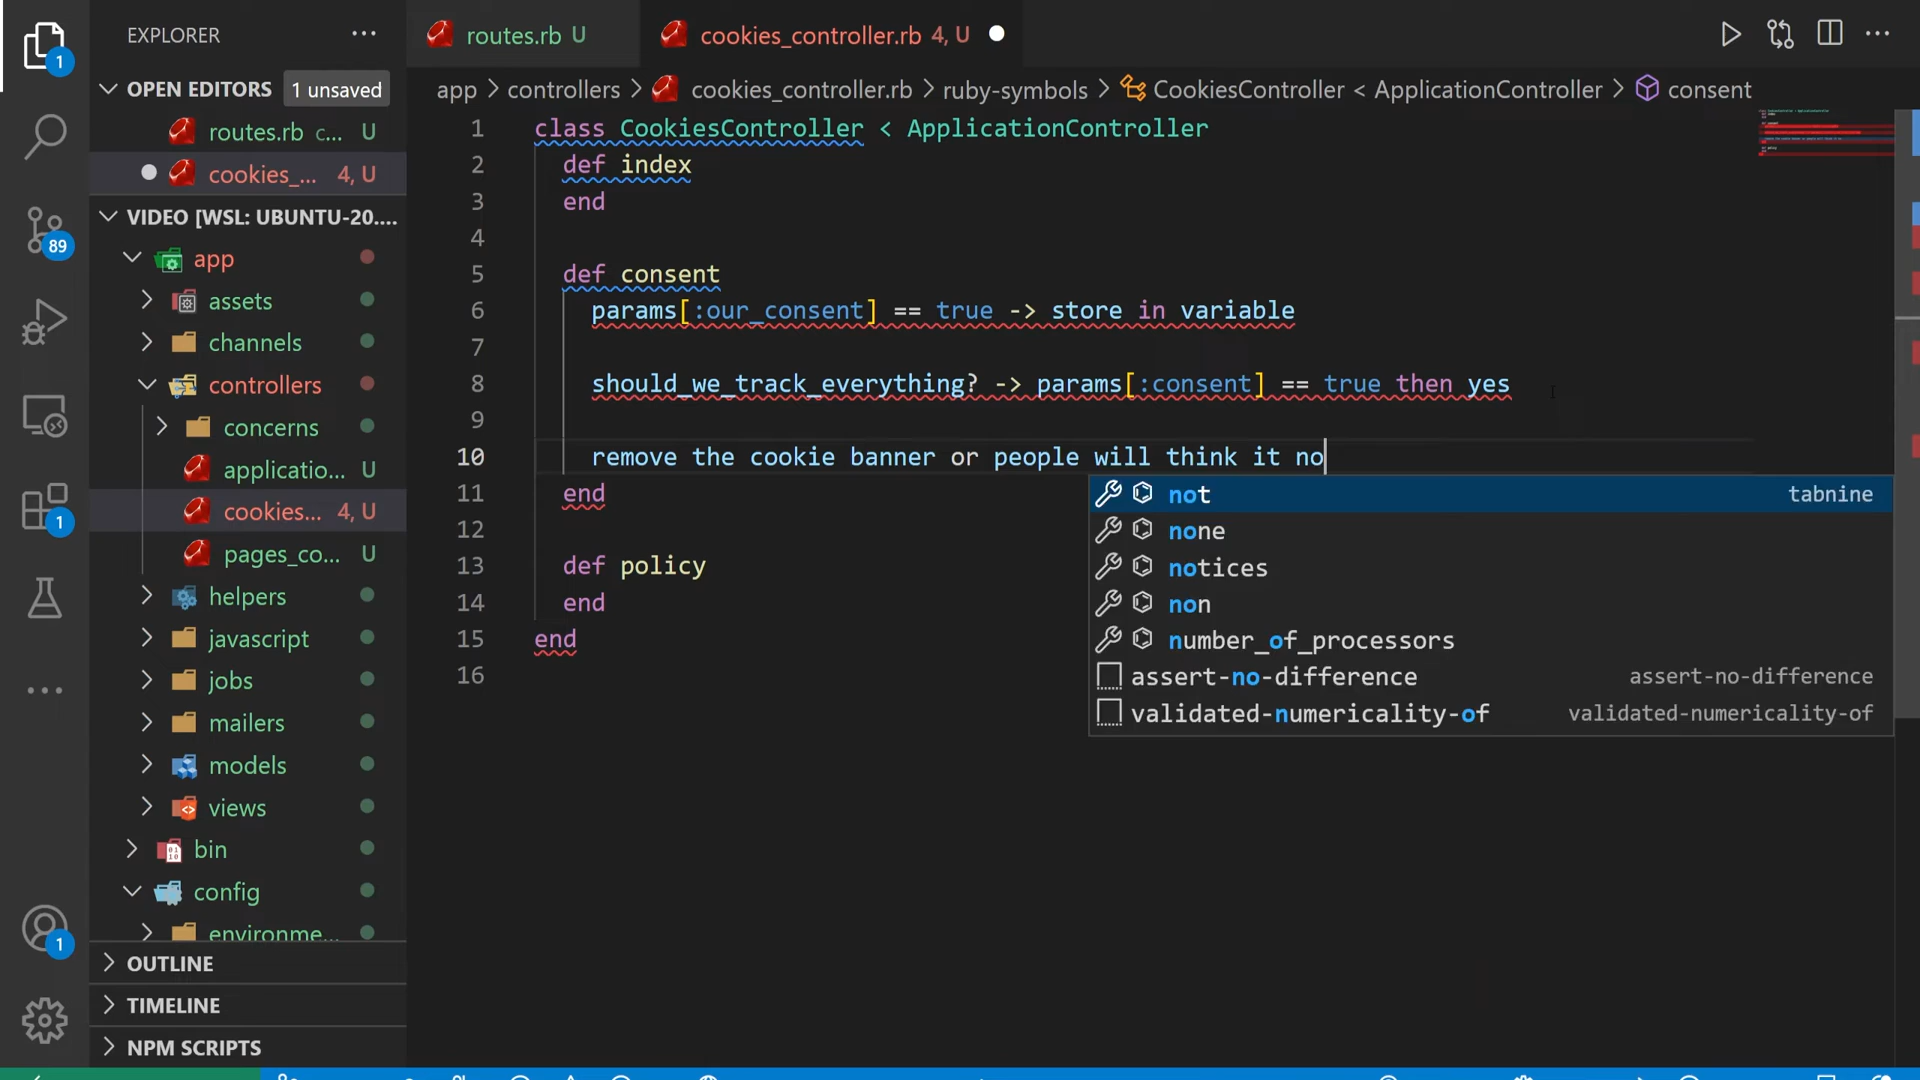 EXPLORER ···
routes.rb U
cookies_controller.rb 4, U
1
OPEN EDITORS 1 unsaved
app > controllers > cookies_controller.rb > ruby-symbols > CookiesController < ApplicationController > consent
routes.rb c... U
cookies_... 4, U
VIDEO [WSL: UBUNTU-20....
89
app
assets
channels
controllers
concerns
applicatio... U
cookies... 4, U
1
pages_co... U
helpers
javascript
jobs
mailers
models
views
bin
config
environme...
1
OUTLINE
TIMELINE
NPM SCRIPTS
1 class CookiesController < ApplicationController
2 def index
3 end
4
5 def consent
6 params[:our_consent] == true -> store in variable
7
8 should_we_track_everything? -> params[:consent] == true then yes
9
10 remove the cookie banner or people will think it no
11 end
12
13 def policy
14 end
15 end
16
not tabnine
none
notices
non
number_of_processors
assert-no-difference assert-no-difference
validated-numericality-of validated-numericality-of